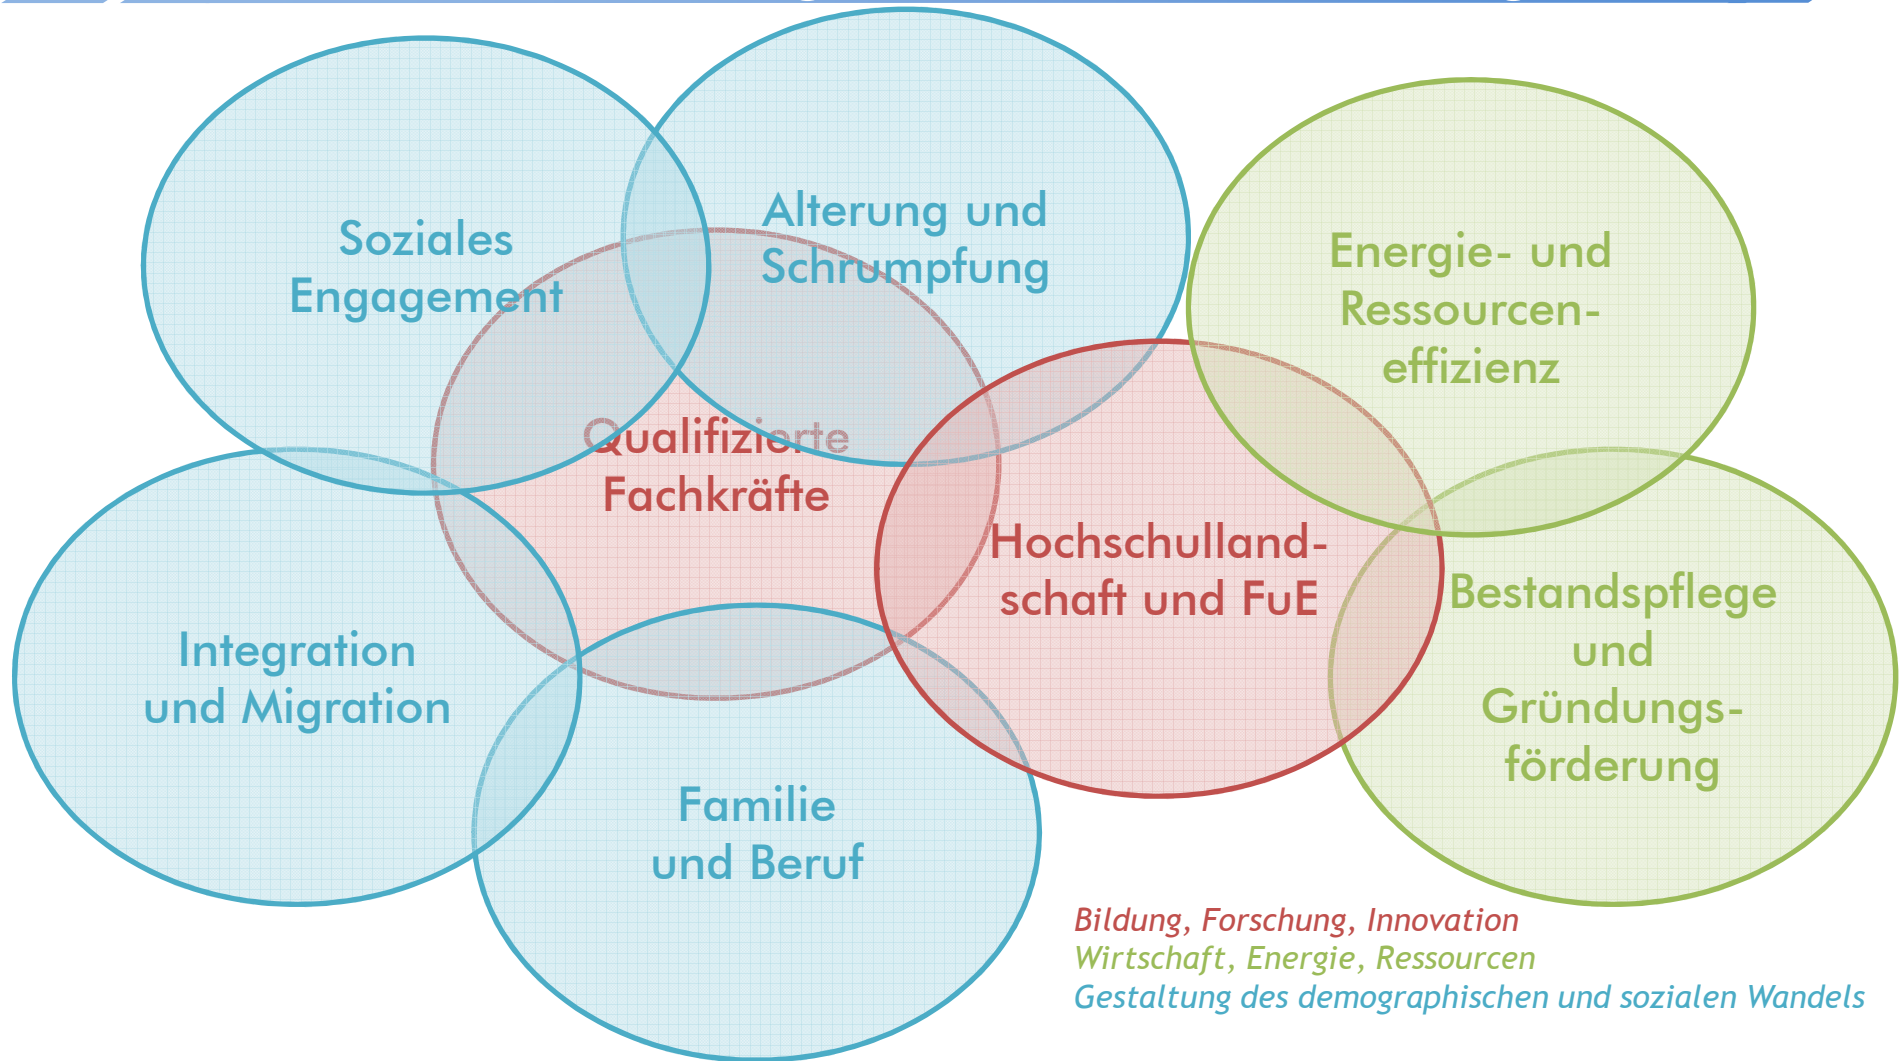 Soziales
Engagement
Alterung und
Schrumpfung
Energie- und
Ressourcen-
effizienz
Qualifizierte
Fachkräfte
Hochschulland-
schaft und FuE
Bestandspflege
und
Gründungs-
förderung
Integration
und Migration
Familie
und Beruf
Bildung, Forschung, Innovation
Wirtschaft, Energie, Ressourcen
Gestaltung des demographischen und sozialen Wandels